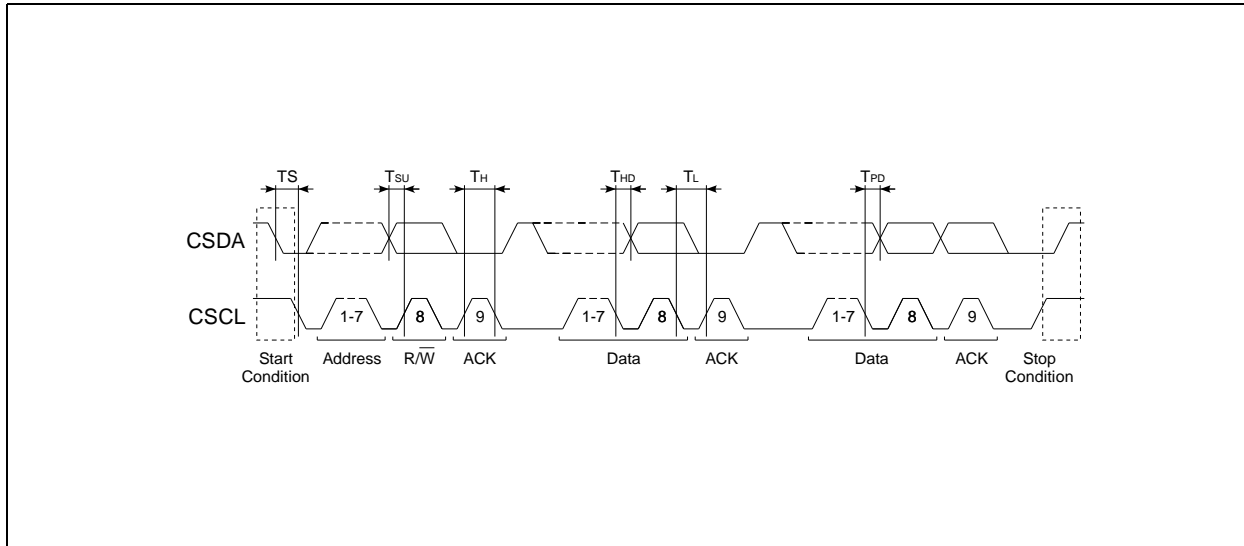 TS TSU TH THD TL TPD
CSDA
CSCL 1-7 8 9 1-7 8 9 1-7 8 9
Start Condition Address R/W̅ ACK Data ACK Data ACK Stop Condition